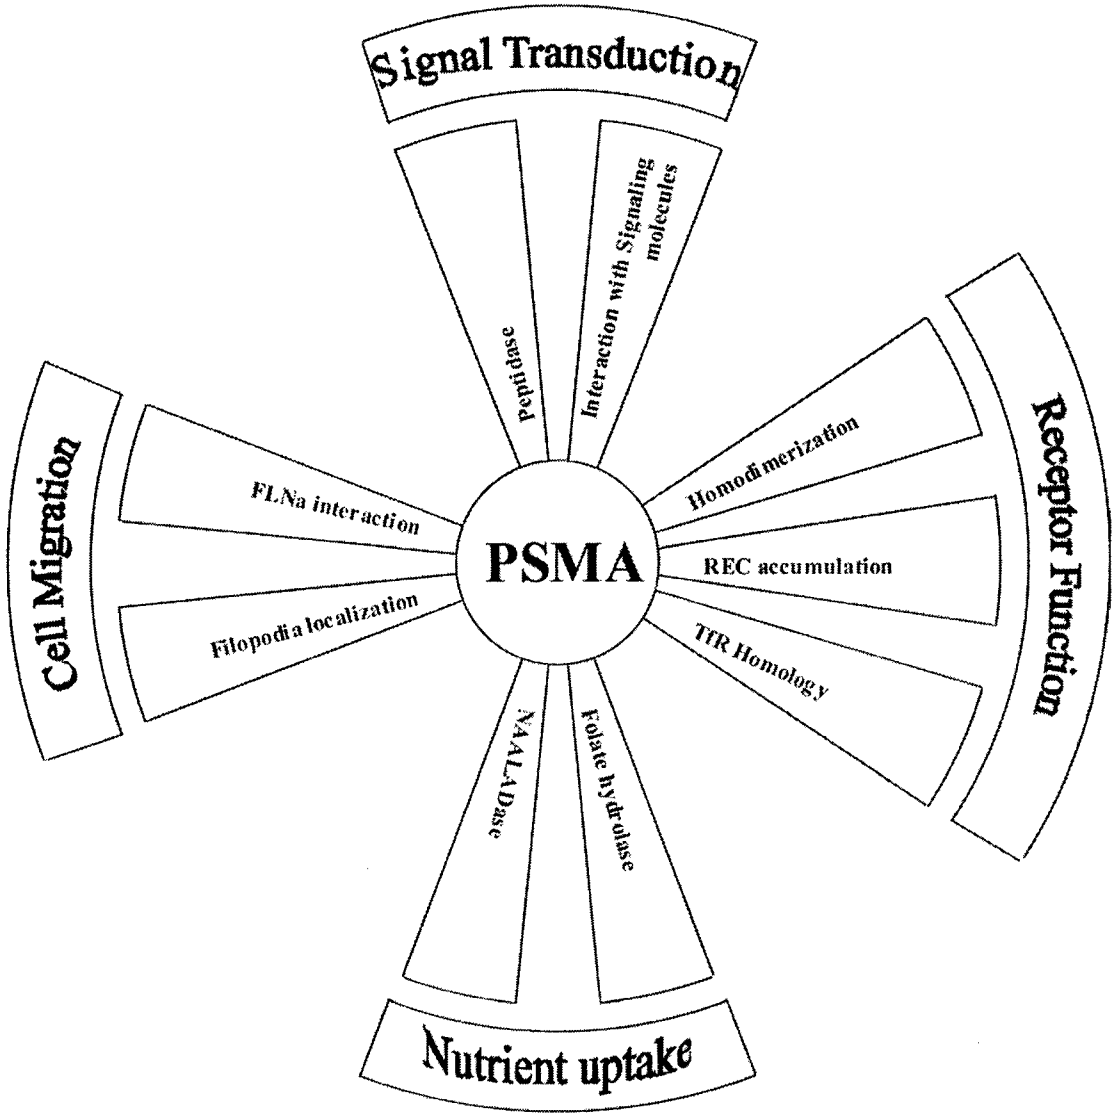 Signal Transduction
Peptidase
Interaction with Signaling
molecules
Receptor Function
Homodimerization
REC accumulation
TfR Homology
PSMA
Cell Migration
FLNa interaction
Filopodia localization
NAALADase
Folate hydrolase
Nutrient uptake